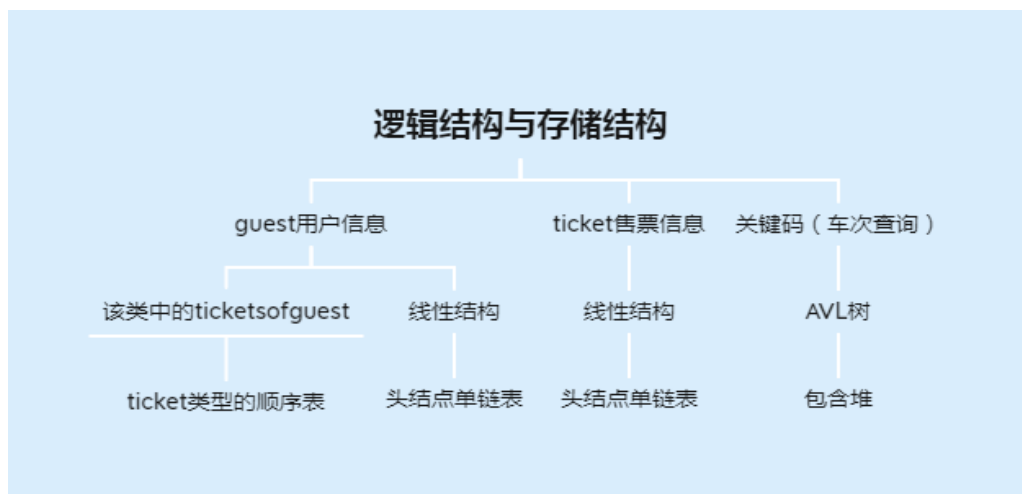 逻辑结构与存储结构
guest用户信息
ticket售票信息
关键码（车次查询）
该类中的ticketsofguest
线性结构
线性结构
AVL树
ticket类型的顺序表
头结点单链表
头结点单链表
包含堆